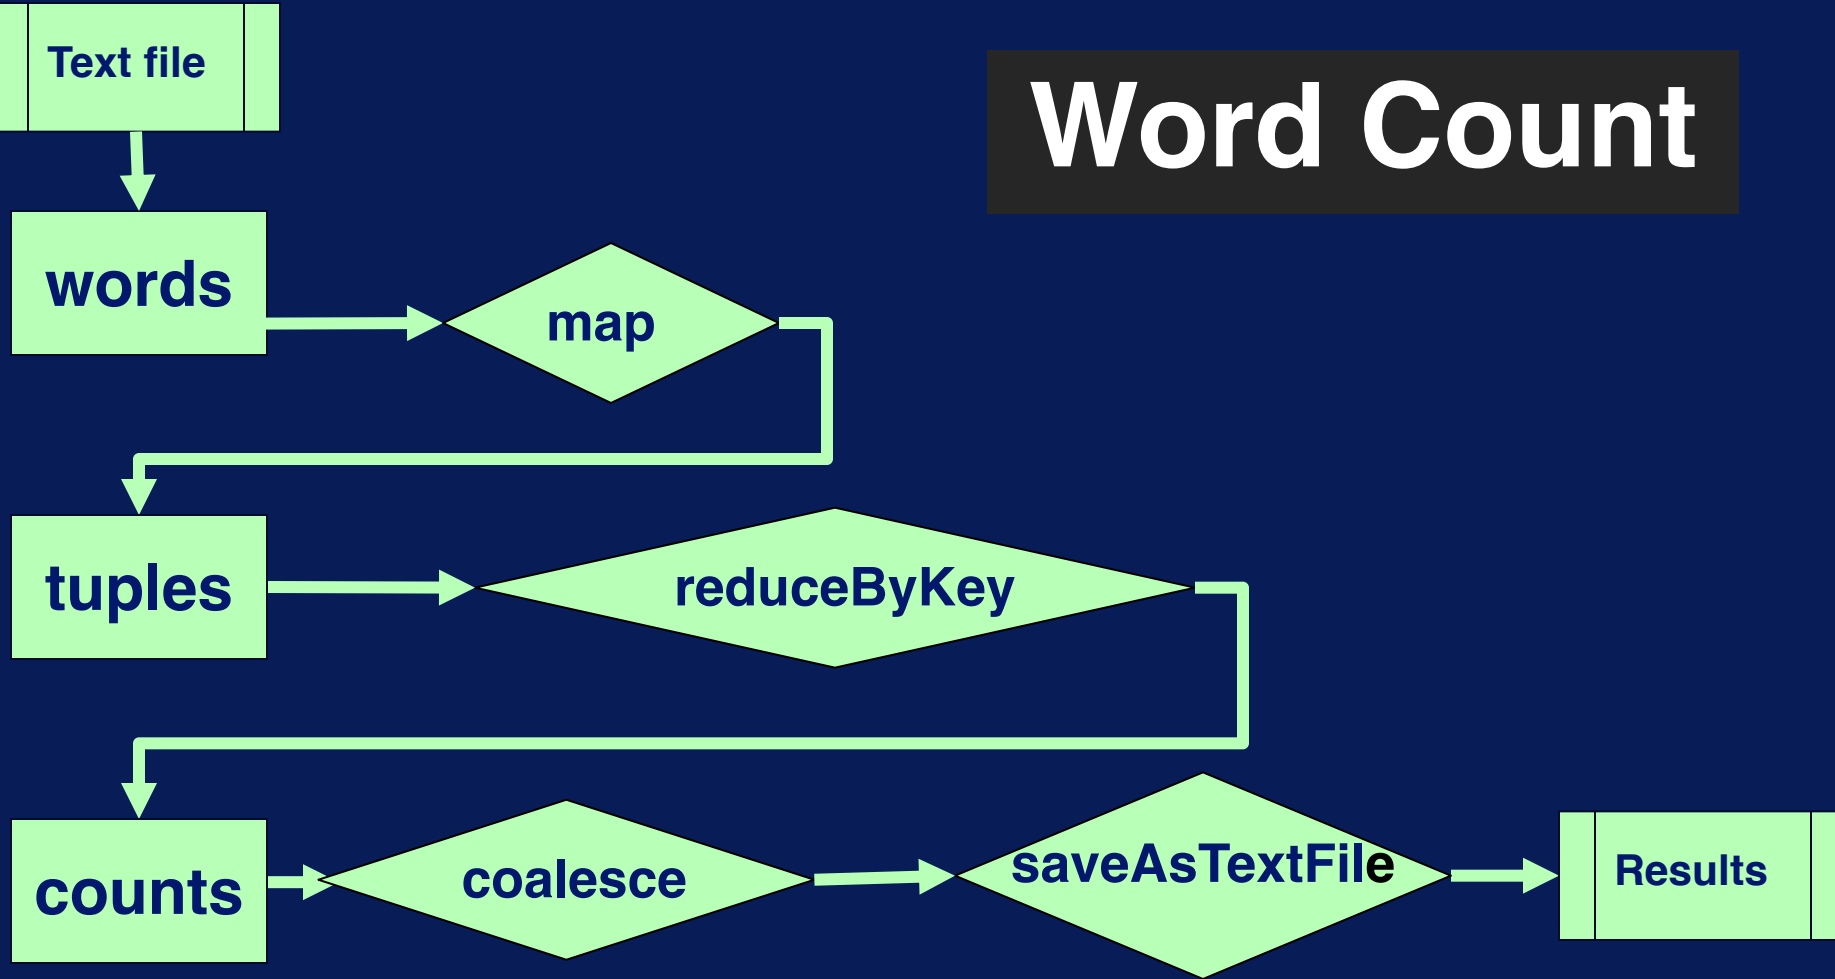 Text file
Word Count
words
map
tuples
reduceByKey
counts
coalesce
saveAsTextFile
Results